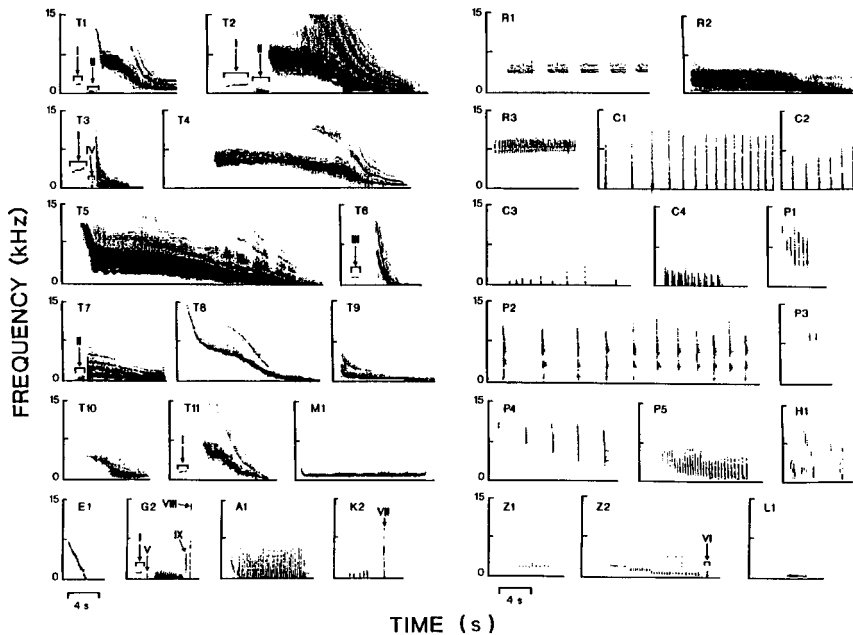 15 T1 T2 R1 R2
I II I II
0
15 T3 T4 R3 C1 C2
I IV
0
15 T5 T6 C3 C4 P1
III
0
15 T7 T8 T9 P2 P3
II
0
15 T10 T11 M1 P4 P5 H1
I
0
15 E1 G2 VIII A1 K2 VII Z1 Z2 L1
I V IX VI
0
4 s 4 s
FREQUENCY (kHz)
TIME (s)